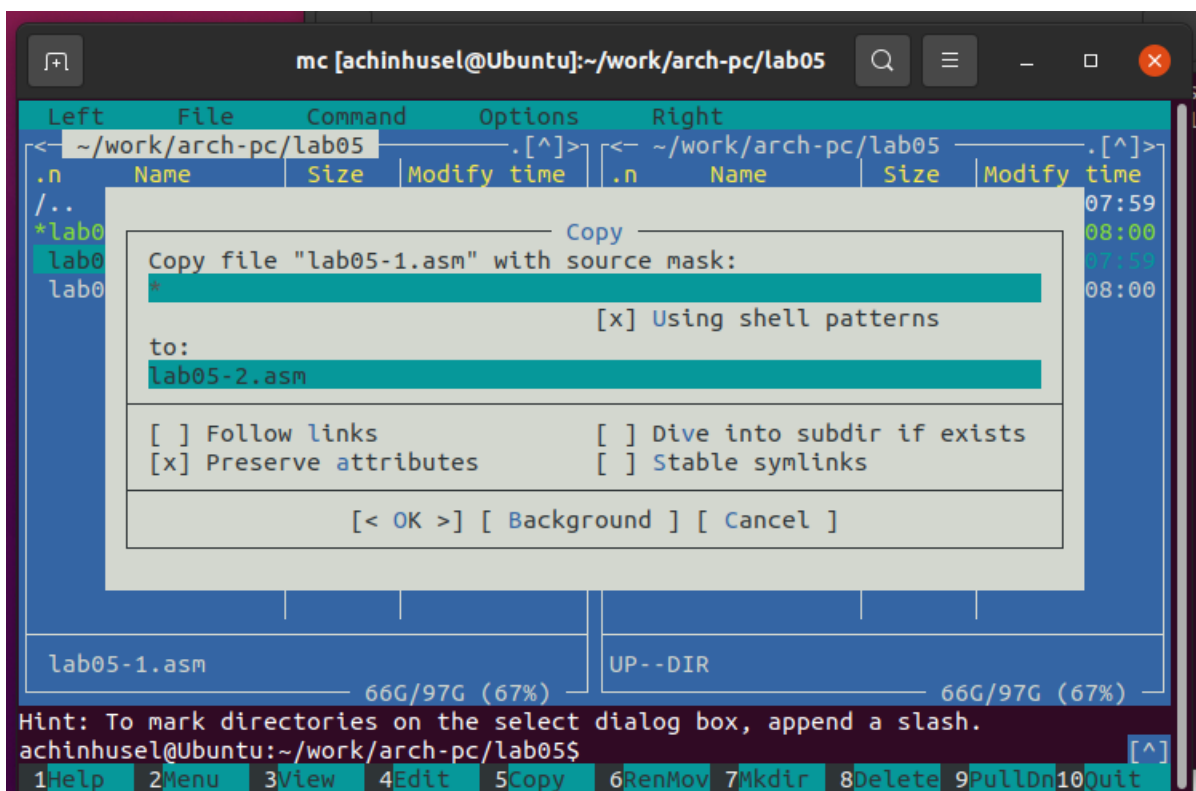 mc [achinhusel@Ubuntu]:~/work/arch-pc/lab05
Left File Command Options Right
<- ~/work/arch-pc/lab05 .[^]> <- ~/work/arch-pc/lab05 .[^]>
.n Name Size Modify time .n Name Size Modify time
/.. 07:59
*lab0 Copy 08:00
lab0 Copy file "lab05-1.asm" with source mask: 07:59
lab0 * 08:00
[x] Using shell patterns
to:
lab05-2.asm
[ ] Follow links [ ] Dive into subdir if exists
[x] Preserve attributes [ ] Stable symlinks
[< OK >] [ Background ] [ Cancel ]
lab05-1.asm UP--DIR
66G/97G (67%) 66G/97G (67%)
Hint: To mark directories on the select dialog box, append a slash.
achinhusel@Ubuntu:~/work/arch-pc/lab05$ [^]
1Help 2Menu 3View 4Edit 5Copy 6RenMov 7Mkdir 8Delete 9PullDn 10Quit